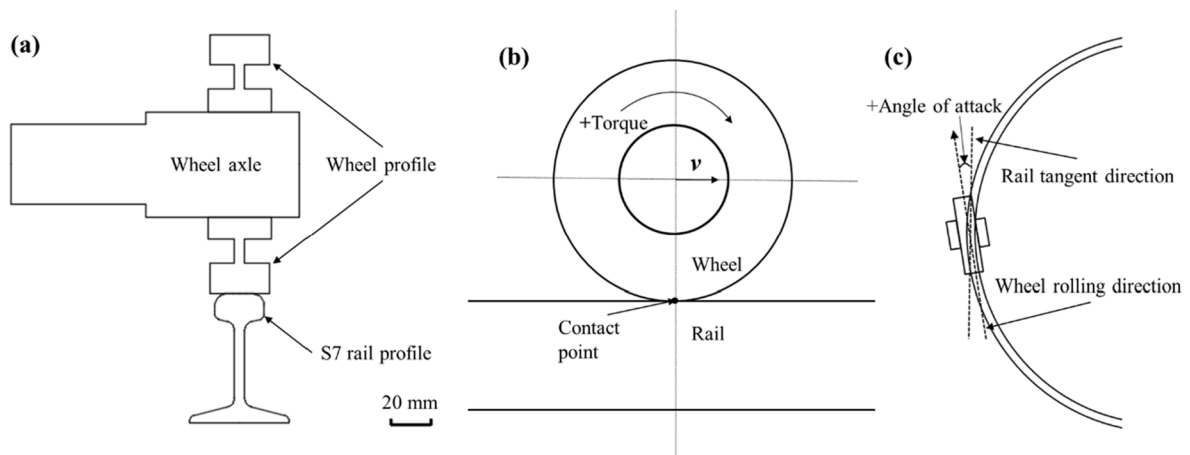 (a)
Wheel axle
Wheel profile
S7 rail profile
20 mm
(b)
+Torque
v
Wheel
Contact
point
Rail
(c)
+Angle of attack
Rail tangent direction
Wheel rolling direction